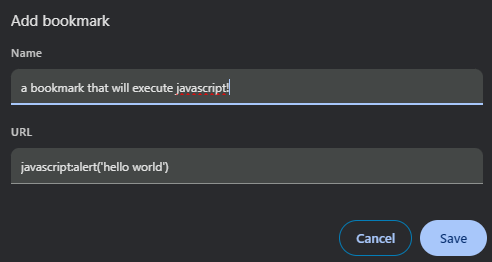 Add bookmark
Name
a bookmark that will execute javascript!
URL
javascript:alert('hello world')
Cancel
Save